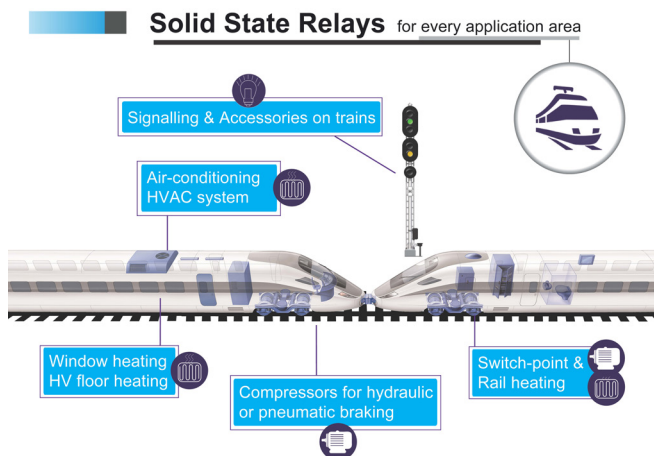 Solid State Relays for every application area
Signalling & Accessories on trains
Air-conditioning
HVAC system
Window heating
HV floor heating
Compressors for hydraulic
or pneumatic braking
Switch-point &
Rail heating